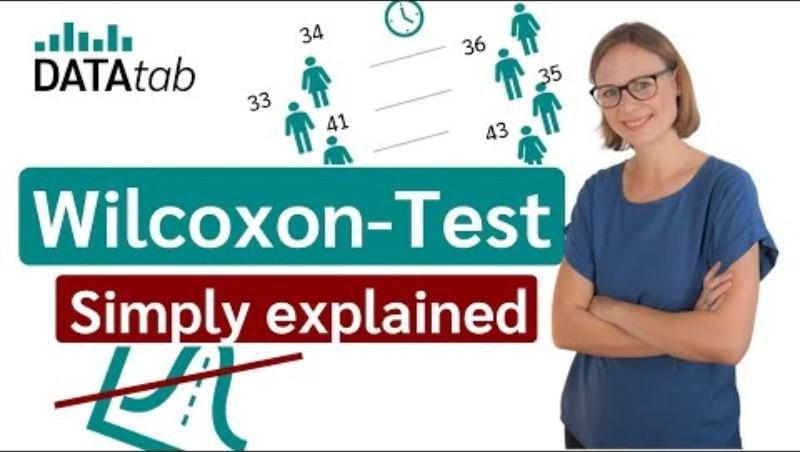 DATAtab
34
33
41
36
35
43
Wilcoxon-Test
Simply explained